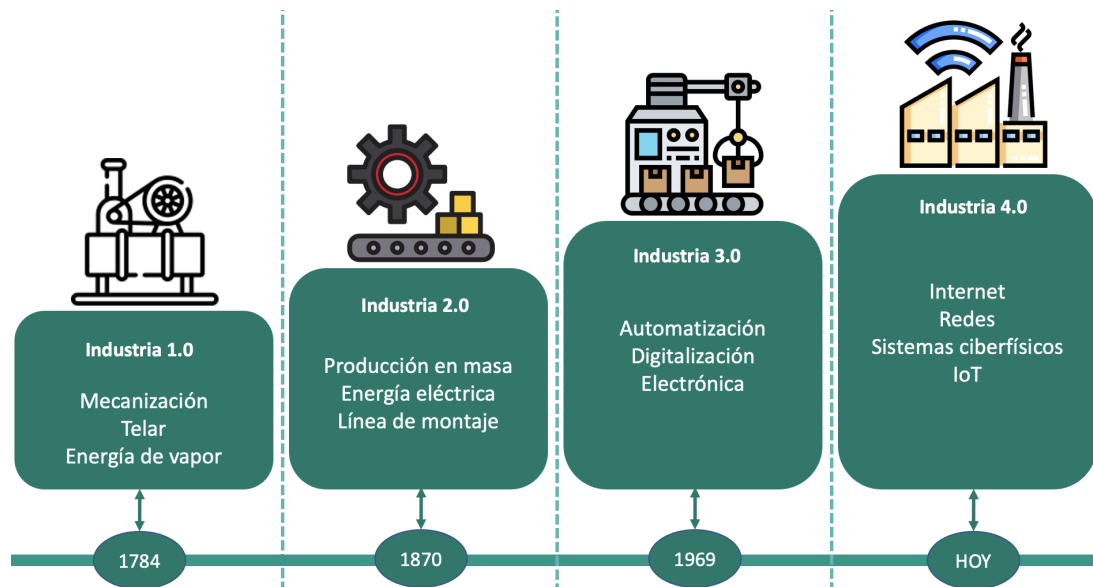 Industria 1.0
Mecanización
Telar
Energía de vapor
1784
Industria 2.0
Producción en masa
Energía eléctrica
Línea de montaje
1870
Industria 3.0
Automatización
Digitalización
Electrónica
1969
Industria 4.0
Internet
Redes
Sistemas ciberfísicos
IoT
HOY